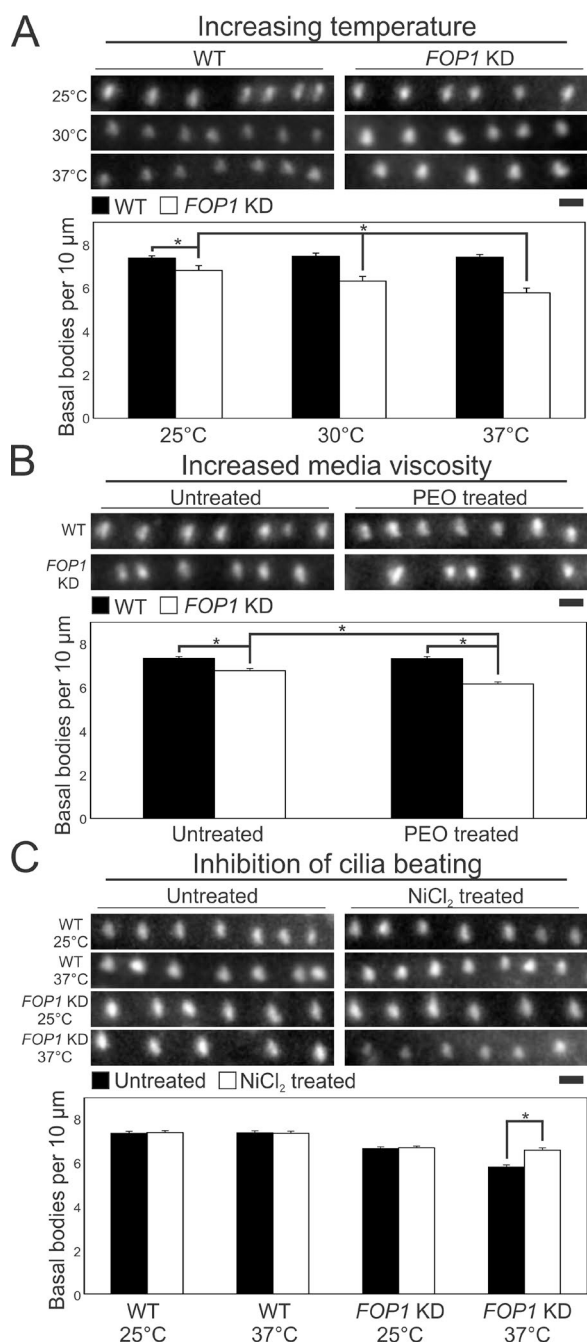 A
Increasing temperature
WT
FOP1 KD
25°C
30°C
37°C
WT FOP1 KD
Basal bodies per 10 µm
8
6
4
2
0
*
*
25°C 30°C 37°C
B
Increased media viscosity
Untreated
PEO treated
WT
FOP1
KD
WT FOP1 KD
Basal bodies per 10 µm
8
6
4
2
0
*
*
*
Untreated PEO treated
C
Inhibition of cilia beating
Untreated
NiCl₂ treated
WT
25°C
WT
37°C
FOP1 KD
25°C
FOP1 KD
37°C
Untreated NiCl₂ treated
Basal bodies per 10 µm
8
6
4
2
0
*
WT WT FOP1 KD FOP1 KD
25°C 37°C 25°C 37°C